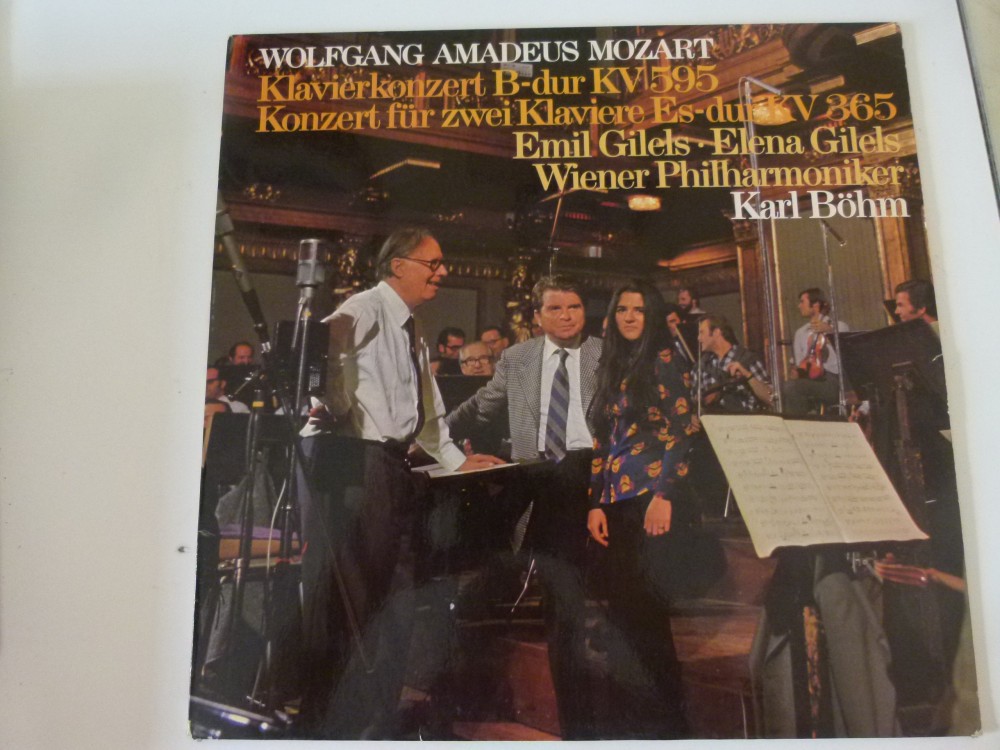 WOLFGANG AMADEUS MOZART
Klavierkonzert B-dur KV 595
Konzert für zwei Klaviere Es-dur KV 365
Emil Gilels · Elena Gilels
Wiener Philharmoniker
Karl Böhm